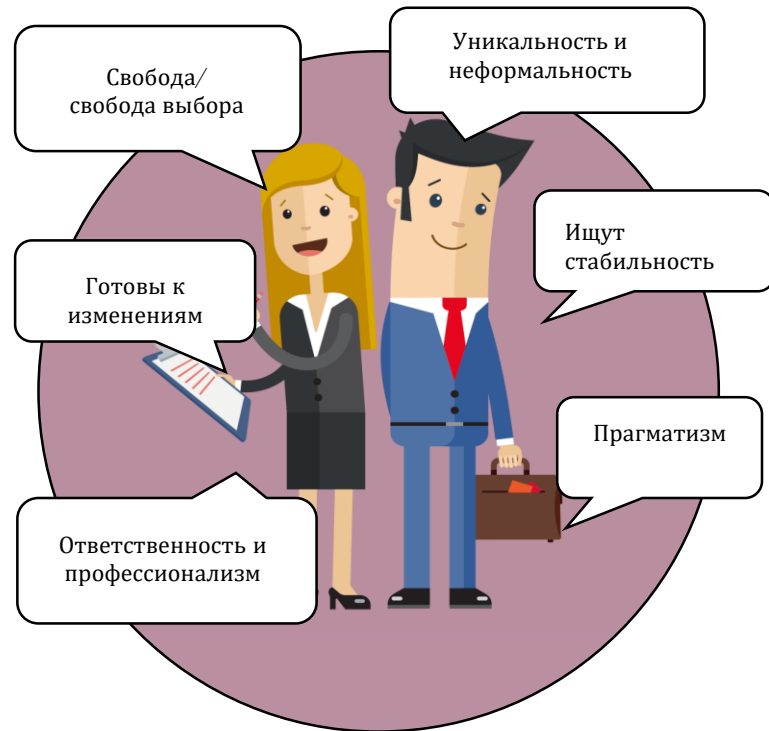 Свобода/
свобода выбора
Уникальность и
неформальность
Ищут
стабильность
Готовы к
изменениям
Прагматизм
Ответственность и
профессионализм